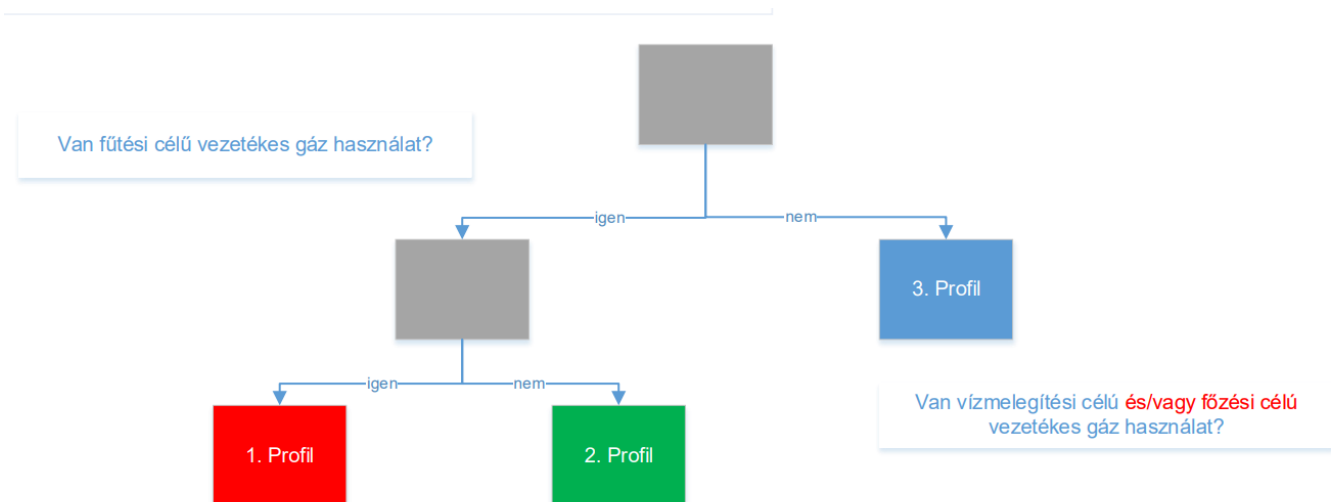 Van fűtési célű vezetékes gáz használat?
igen
nem
3. Profil
igen
nem
Van vízmelegítési célú és/vagy főzési célú
vezetékes gáz használat?
1. Profil
2. Profil